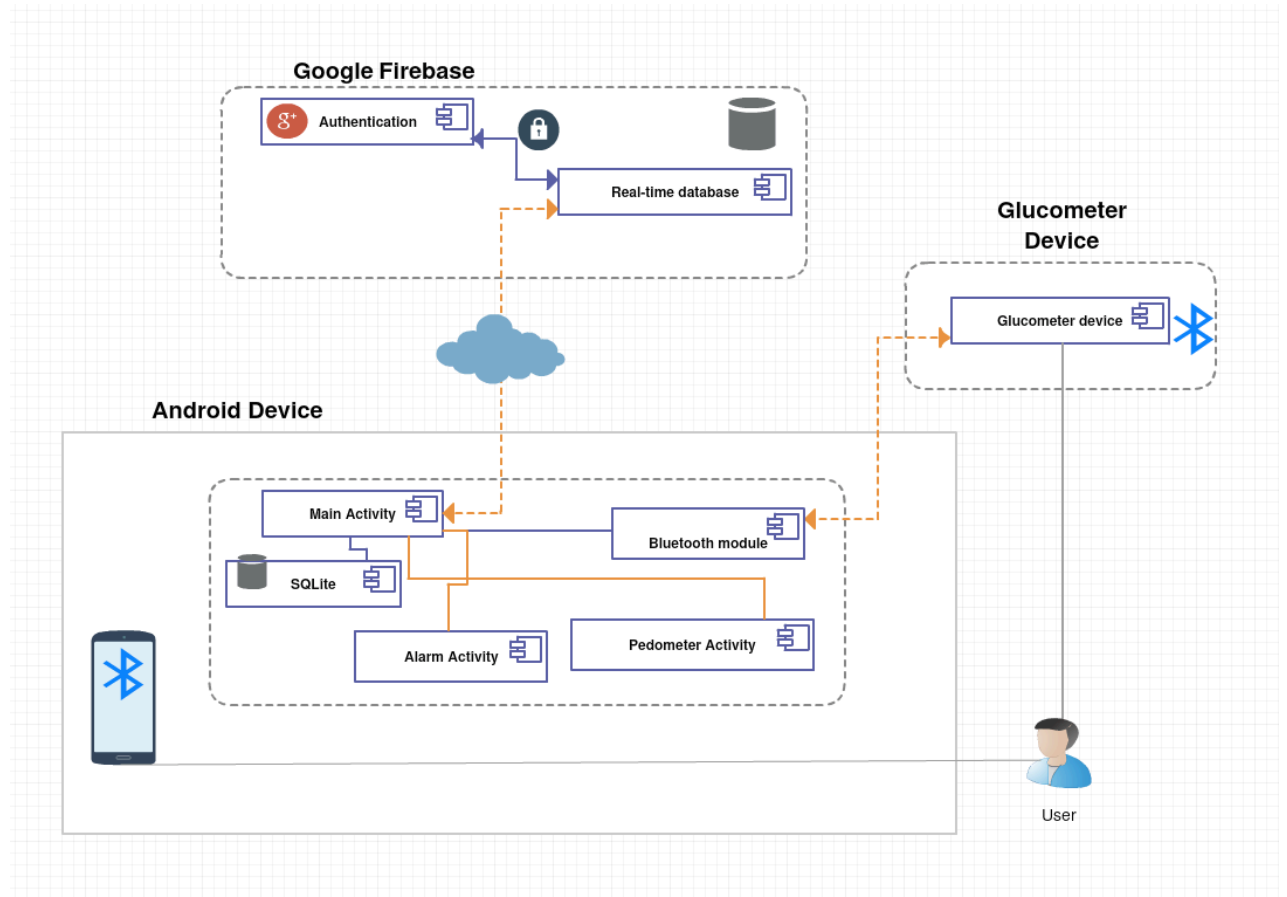 Google Firebase
g+
Authentication
Real-time database
Glucometer
Device
Glucometer device
Android Device
Main Activity
Bluetooth module
SQLite
Alarm Activity
Pedometer Activity
User